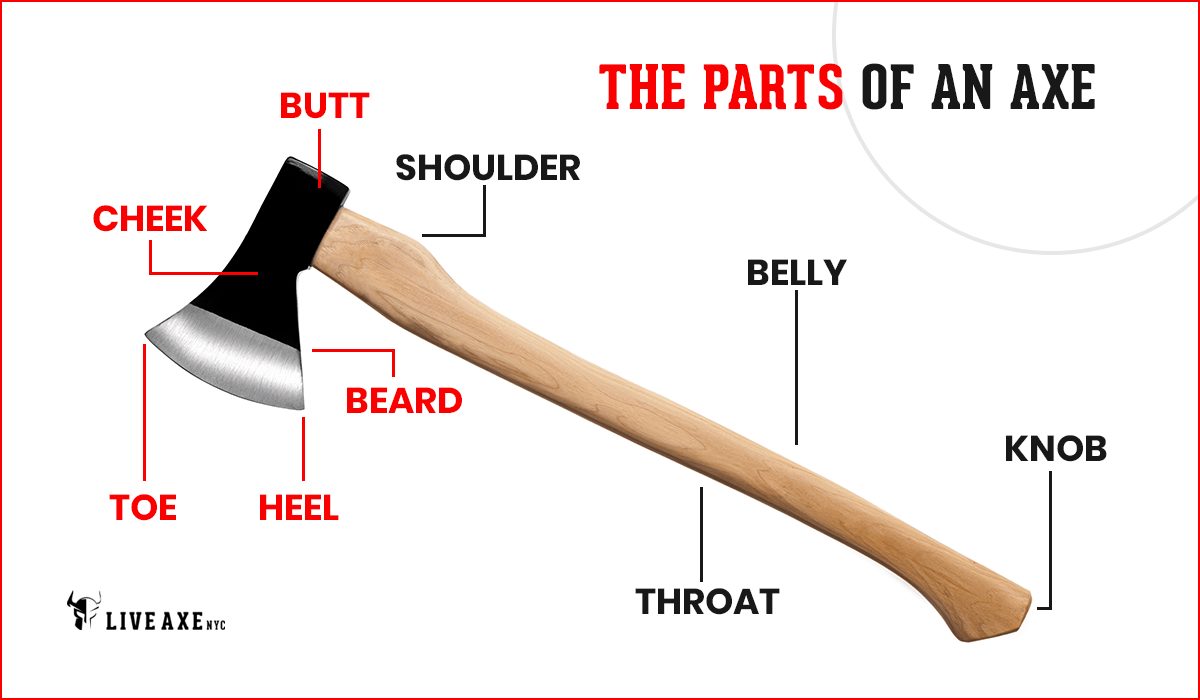 THE PARTS OF AN AXE
BUTT
SHOULDER
CHEEK
BELLY
BEARD
KNOB
TOE
HEEL
THROAT
LIVE AXE NYC